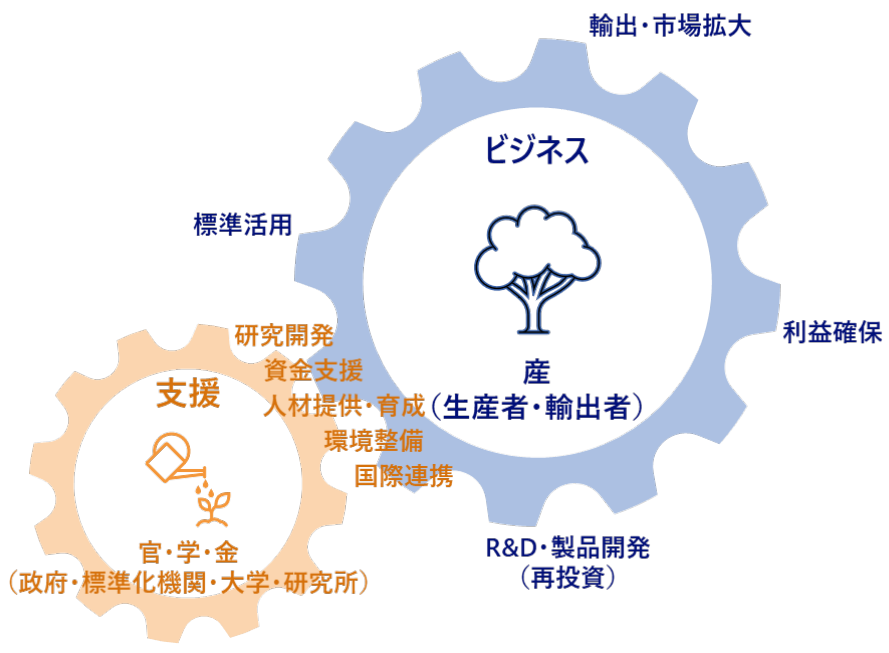 輸出・市場拡大
ビジネス
標準活用
利益確保
研究開発
資金支援
支援
人材提供・育成
産
（生産者・輸出者）
環境整備
国際連携
官・学・金
（政府・標準化機関・大学・研究所）
R&D・製品開発
（再投資）